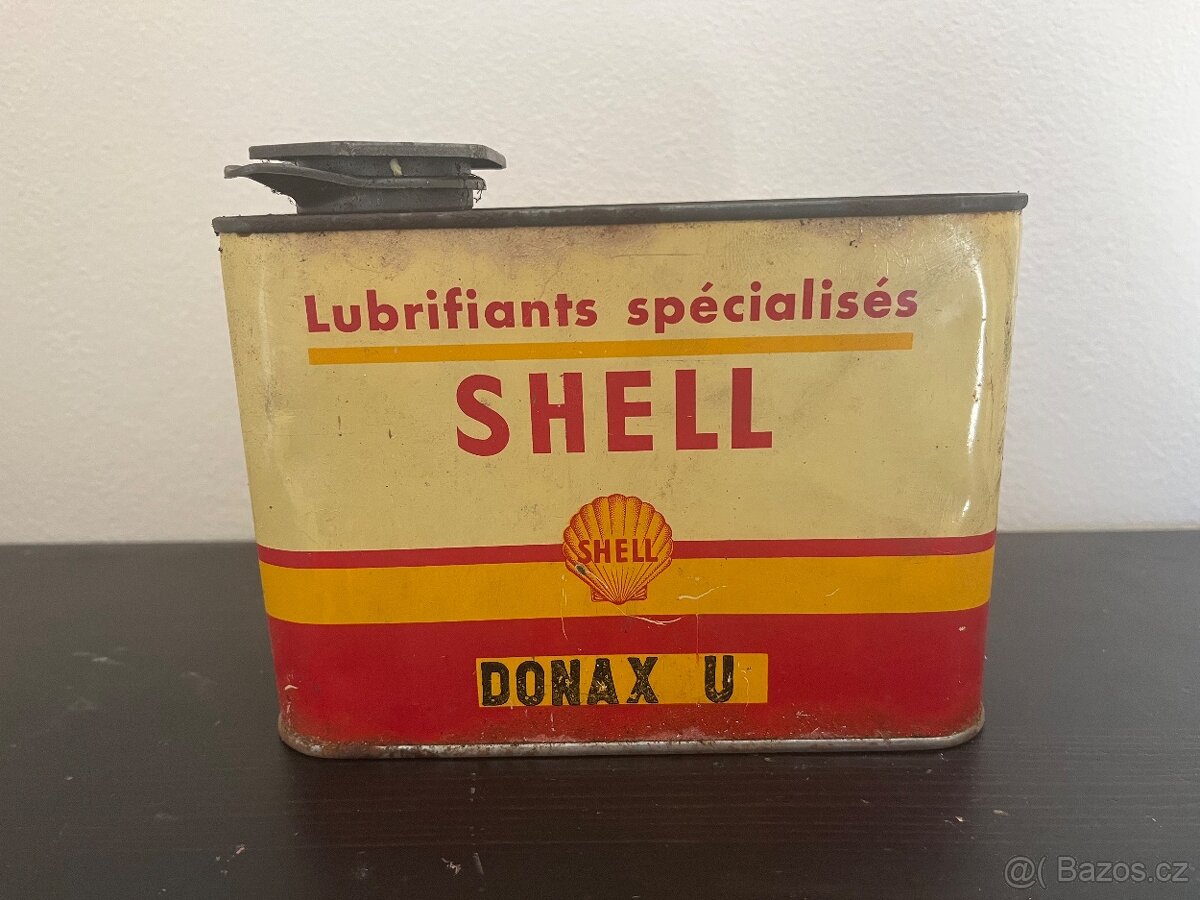 Lubrifiants spécialisés
SHELL
SHELL
DONAX U
@( Bazos.cz